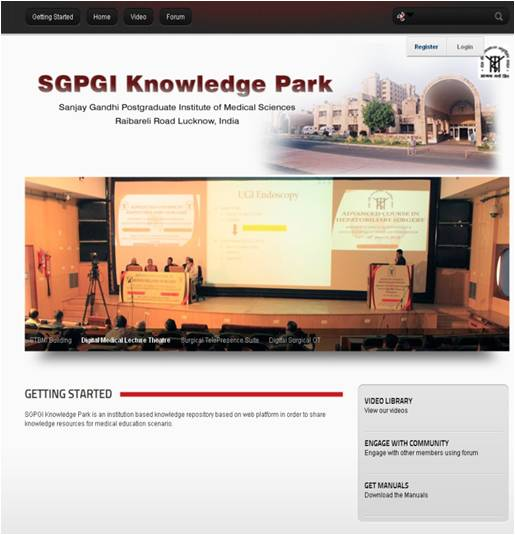 Getting Started
Home
Video
Forum
Register
Login
SGPGI Knowledge Park
Sanjay Gandhi Postgraduate Institute of Medical Sciences
Raibareli Road Lucknow, India
UGI Endoscopy
ADVANCED COURSE IN
HEPATOBILIARY SURGERY
STBMI Building
Digital Medical Lecture Theatre
Surgical TelePresence Suite
Digital Surgical OT
GETTING STARTED
SGPGI Knowledge Park is an institution based knowledge repository based on web platform in order to share
knowledge resources for medical education scenario.
VIDEO LIBRARY
View our videos
ENGAGE WITH COMMUNITY
Engage with other members using forum
GET MANUALS
Download the Manuals